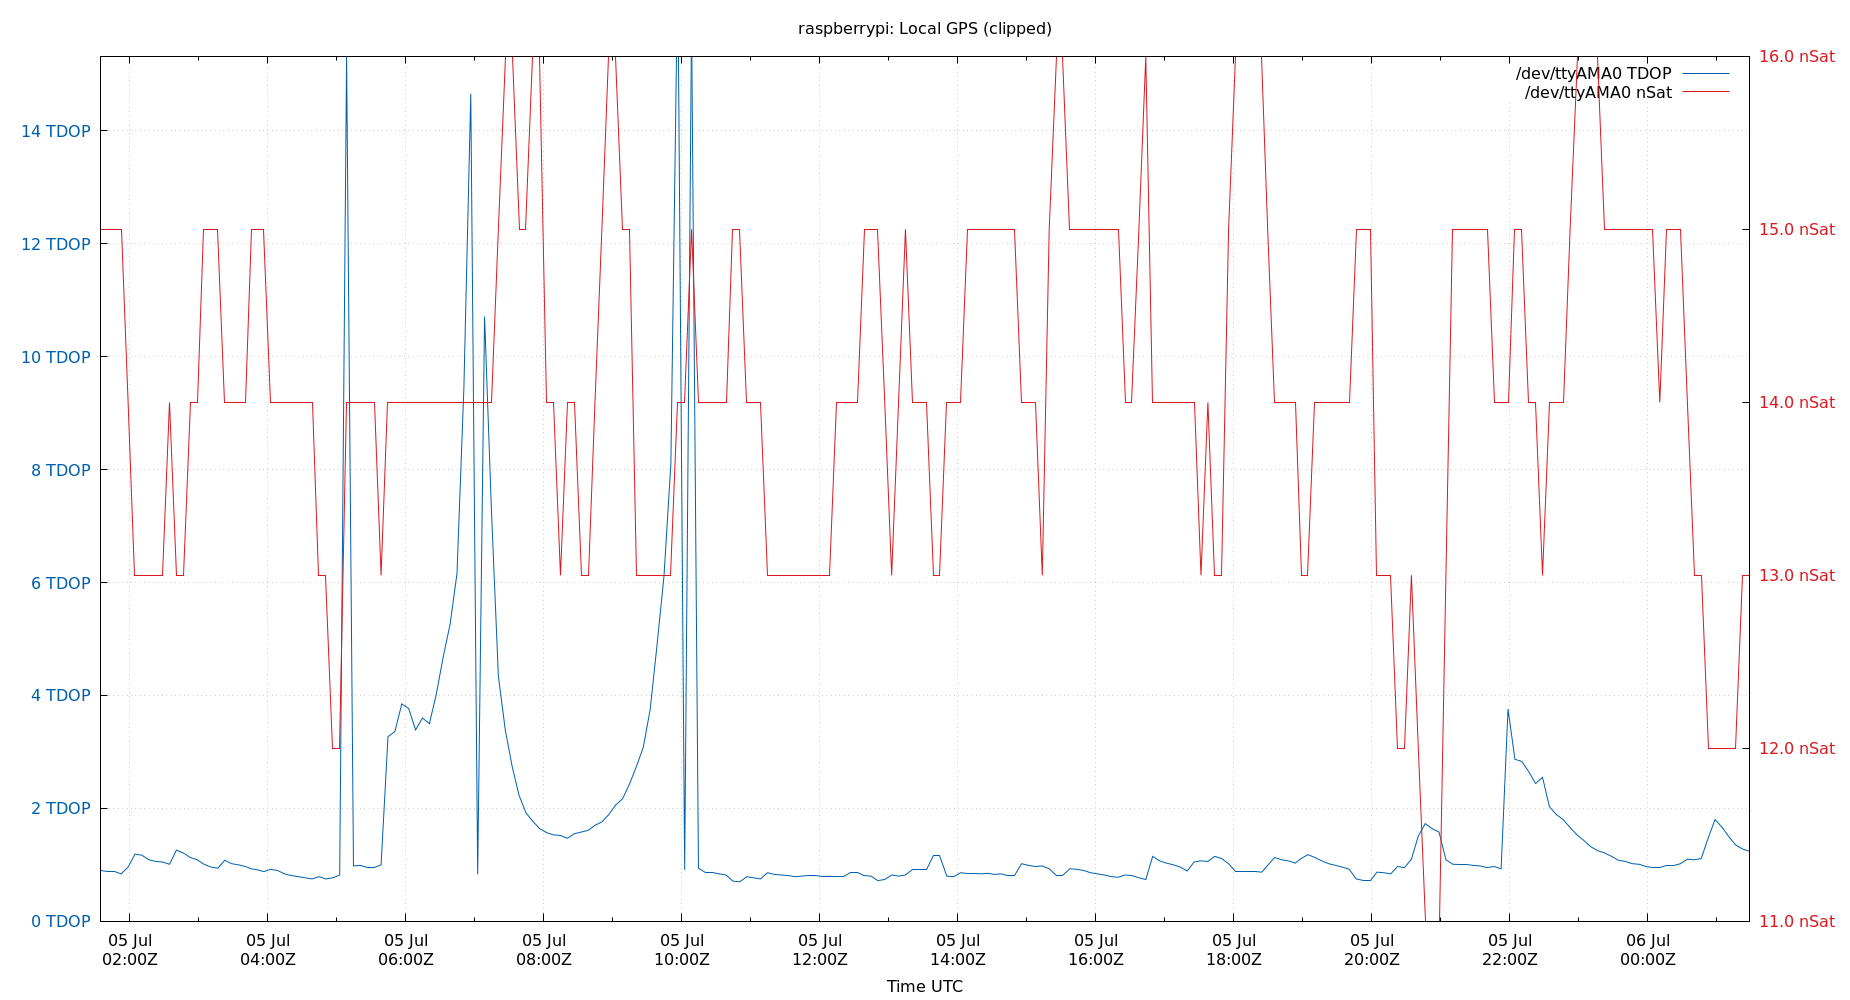 raspberrypi: Local GPS (clipped)
/dev/ttyAMA0 TDOP
/dev/ttyAMA0 nSat
14 TDOP
12 TDOP
10 TDOP
8 TDOP
6 TDOP
4 TDOP
2 TDOP
0 TDOP
16.0 nSat
15.0 nSat
14.0 nSat
13.0 nSat
12.0 nSat
11.0 nSat
05 Jul
02:00Z
05 Jul
04:00Z
05 Jul
06:00Z
05 Jul
08:00Z
05 Jul
10:00Z
05 Jul
12:00Z
05 Jul
14:00Z
05 Jul
16:00Z
05 Jul
18:00Z
05 Jul
20:00Z
05 Jul
22:00Z
06 Jul
00:00Z
Time UTC